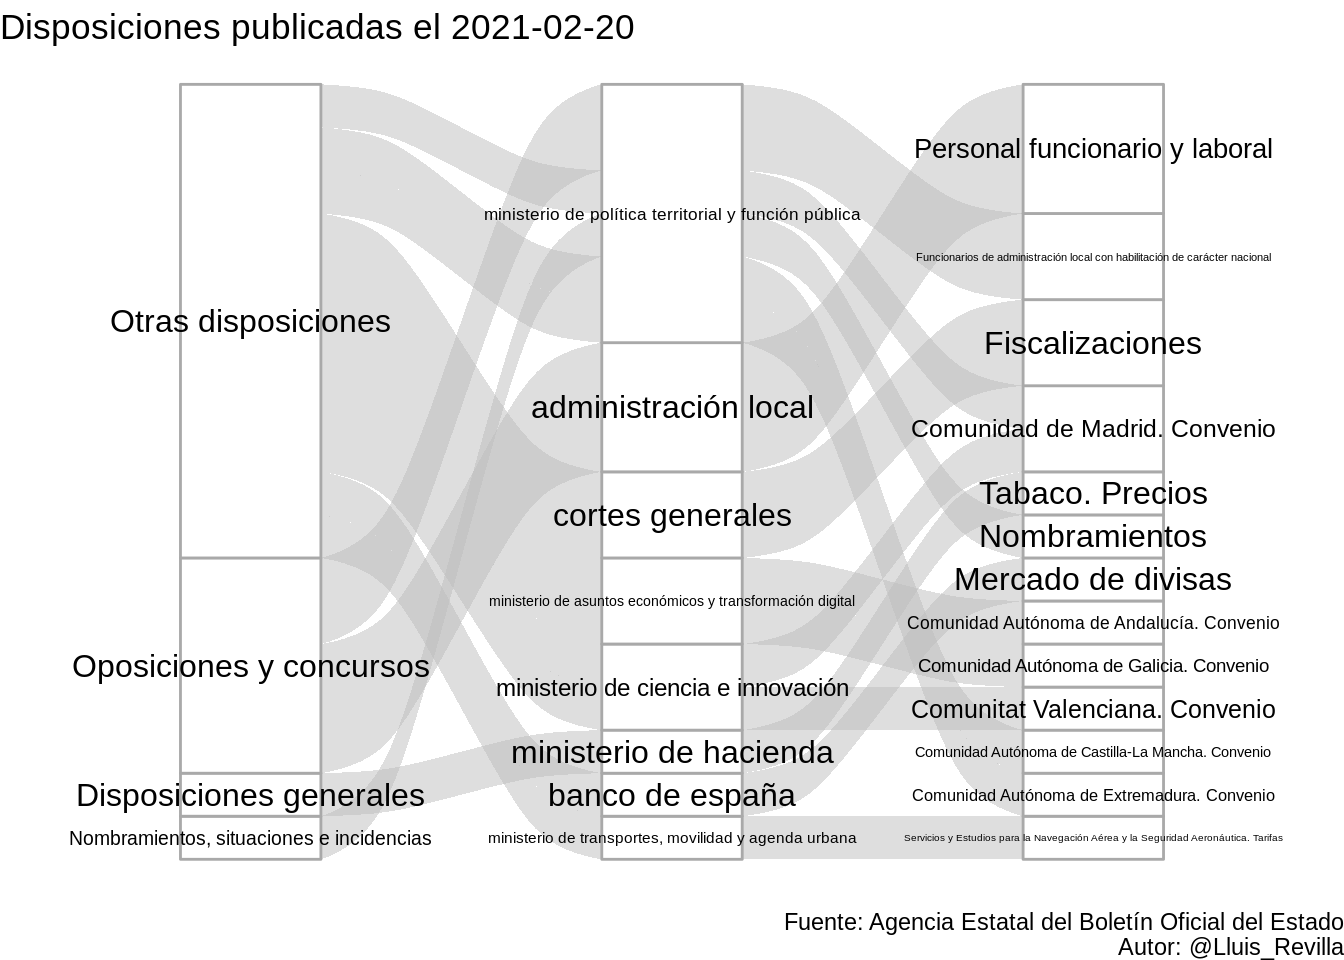 Disposiciones publicadas el 2021-02-20
Otras disposiciones
Oposiciones y concursos
Disposiciones generales
Nombramientos, situaciones e incidencias
ministerio de política territorial y función pública
administración local
cortes generales
ministerio de asuntos económicos y transformación digital
ministerio de ciencia e innovación
ministerio de hacienda
banco de españa
ministerio de transportes, movilidad y agenda urbana
Personal funcionario y laboral
Funcionarios de administración local con habilitación de carácter nacional
Fiscalizaciones
Comunidad de Madrid. Convenio
Tabaco. Precios
Nombramientos
Mercado de divisas
Comunidad Autónoma de Andalucía. Convenio
Comunidad Autónoma de Galicia. Convenio
Comunitat Valenciana. Convenio
Comunidad Autónoma de Castilla-La Mancha. Convenio
Comunidad Autónoma de Extremadura. Convenio
Servicios y Estudios para la Navegación Aérea y la Seguridad Aeronáutica. Tarifas
Fuente: Agencia Estatal del Boletín Oficial del Estado
Autor: @Lluis_Revilla